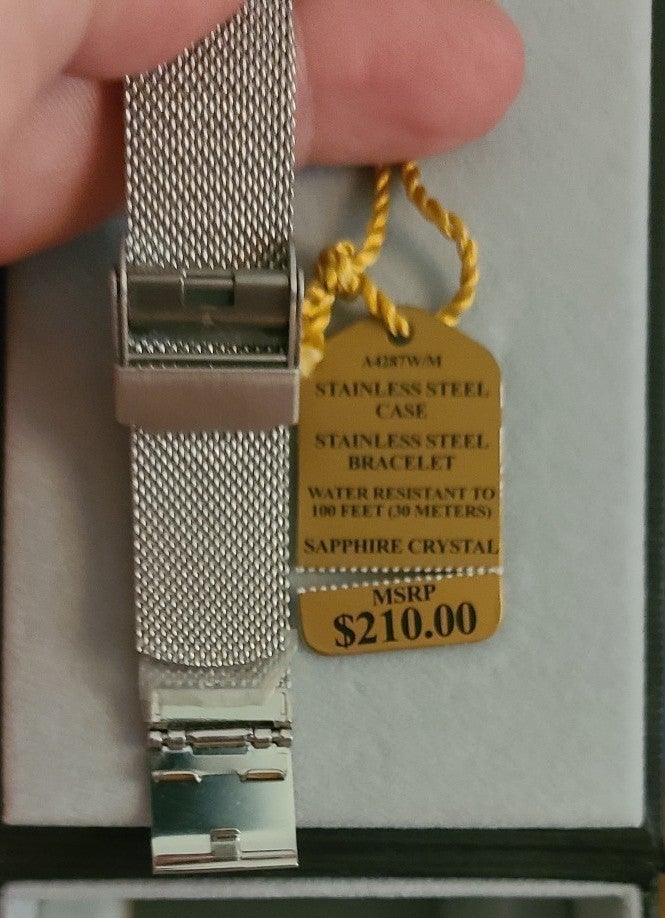 A4287W/M
STAINLESS STEEL
CASE
STAINLESS STEEL
BRACELET
WATER RESISTANT TO
100 FEET (30 METERS)
SAPPHIRE CRYSTAL
MSRP
$210.00